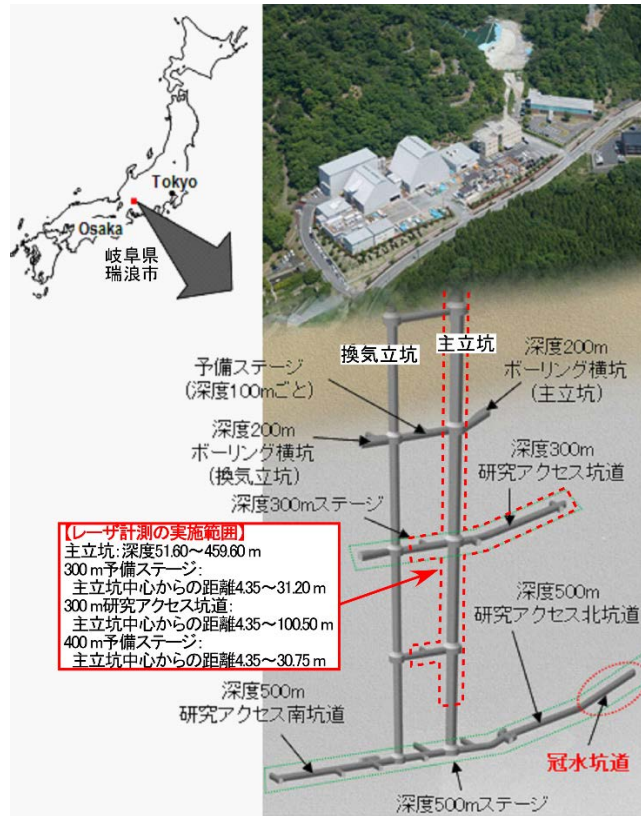 Tokyo
Osaka
岐阜県
瑞浪市
換気立坑
主立坑
予備ステージ
(深度100mごと)
深度200m
ボーリング横坑
(主立坑)
深度200m
ボーリング横坑
(換気立坑)
深度300m
研究アクセス坑道
深度300mステージ
【レーザ計測の実施範囲】
主立坑:深度51.60~459.60 m
300 m予備ステージ:
主立坑中心からの距離4.35~31.20 m
300 m研究アクセス坑道:
主立坑中心からの距離4.35~100.50 m
400 m予備ステージ:
主立坑中心からの距離4.35~30.75 m
深度500m
研究アクセス北坑道
深度500m
研究アクセス南坑道
冠水坑道
深度500mステージ